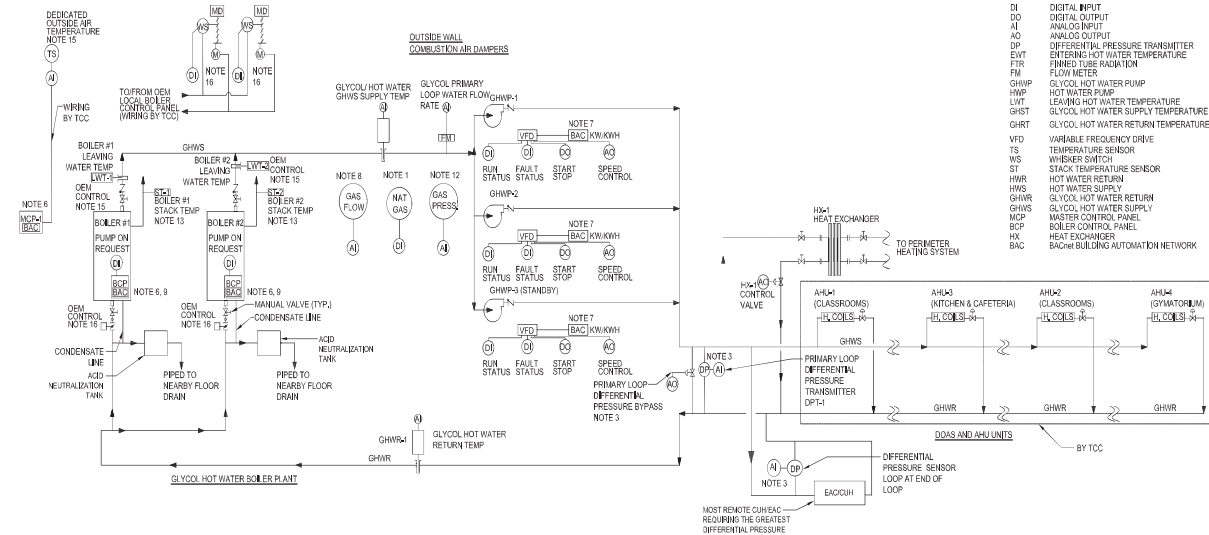 DEDICATED
OUTSIDE AIR
TEMPERATURE
NOTE 15
TS
AI
WIRING
BY TCC
NOTE 6
MCP-1
BAC
MD
MD
WS
WS
M
M
DI
DI
NOTE
16
NOTE
16
TO/FROM OEM
LOCAL BOILER
CONTROL PANEL
(WIRING BY TCC)
OUTSIDE WALL
COMBUSTION AIR DAMPERS
BOILER #1
LEAVING
WATER TEMP
LWT-1
OEM
CONTROL
NOTE 15
GHWS
BOILER #2
LEAVING
WATER TEMP
LWT-2
OEM
CONTROL
NOTE 15
ST-1
BOILER #1
STACK TEMP
NOTE 13
ST-2
BOILER #2
STACK TEMP
NOTE 13
BOILER #1
PUMP ON
REQUEST
DI
BCP
BAC
NOTE 6, 9
BOILER #2
PUMP ON
REQUEST
DI
BCP
BAC
NOTE 6, 9
OEM
CONTROL
NOTE 16
OEM
CONTROL
NOTE 16
MANUAL VALVE (TYP.)
CONDENSATE LINE
CONDENSATE
LINE
ACID
NEUTRALIZATION
TANK
PIPED TO
NEARBY FLOOR
DRAIN
PIPED TO
NEARBY FLOOR
DRAIN
ACID
NEUTRALIZATION
TANK
GLYCOL/ HOT WATER
GHWS SUPPLY TEMP
AI
GLYCOL PRIMARY
LOOP WATER FLOW
RATE
AI
FM
NOTE 8
GAS
FLOW
AI
NOTE 1
NAT
GAS
DI
NOTE 12
GAS
PRESS.
AI
GHWP-1
NOTE 7
VFD
BAC
KW/KWH
DI
DI
DO
AO
RUN
STATUS
FAULT
STATUS
START
STOP
SPEED
CONTROL
GHWP-2
NOTE 7
VFD
BAC
KW/KWH
DI
DI
DO
AO
RUN
STATUS
FAULT
STATUS
START
STOP
SPEED
CONTROL
GHWP-3 (STANDBY)
NOTE 7
VFD
BAC
KW/KWH
DI
DI
DO
AO
RUN
STATUS
FAULT
STATUS
START
STOP
SPEED
CONTROL
AI
GHWR-1
GLYCOL HOT WATER
RETURN TEMP
GHWR
GLYCOL HOT WATER BOILER PLANT
PRIMARY LOOP
DIFFERENTIAL
PRESSURE BYPASS
NOTE 3
AO
NOTE 3
DP
AI
PRIMARY LOOP
DIFFERENTIAL
PRESSURE
TRANSMITTER
DPT-1
HX-1
HEAT EXCHANGER
TO PERIMETER
HEATING SYSTEM
AO
HX-1
CONTROL
VALVE
AHU-1
(CLASSROOMS)
H. COILS
AHU-3
(KITCHEN & CAFETERIA)
H. COILS
AHU-2
(CLASSROOMS)
H. COILS
AHU-4
(GYMATORIUM)
H. COILS
GHWS
GHWR
GHWR
GHWR
DOAS AND AHU UNITS
BY TCC
AI
DP
NOTE 3
DIFFERENTIAL
PRESSURE SENSOR
LOOP AT END OF
LOOP
EAC/CUH
MOST REMOTE CUH/EAC
REQUIRING THE GREATEST
DIFFERENTIAL PRESSURE
DI DIGITAL INPUT
DO DIGITAL OUTPUT
AI ANALOG INPUT
AO ANALOG OUTPUT
DP DIFFERENTIAL PRESSURE TRANSMITTER
EWT ENTERING HOT WATER TEMPERATURE
FTR FINNED TUBE RADIATION
FM FLOW METER
GHWP GLYCOL HOT WATER PUMP
HWP HOT WATER PUMP
LWT LEAVING HOT WATER TEMPERATURE
GHST GLYCOL HOT WATER SUPPLY TEMPERATURE
GHRT GLYCOL HOT WATER RETURN TEMPERATURE
VFD VARIABLE FREQUENCY DRIVE
TS TEMPERATURE SENSOR
WS WHISKER SWITCH
ST STACK TEMPERATURE SENSOR
HWR HOT WATER RETURN
HWS HOT WATER SUPPLY
GHWR GLYCOL HOT WATER RETURN
GHWS GLYCOL HOT WATER SUPPLY
MCP MASTER CONTROL PANEL
BCP BOILER CONTROL PANEL
HX HEAT EXCHANGER
BAC BACnet BUILDING AUTOMATION NETWORK